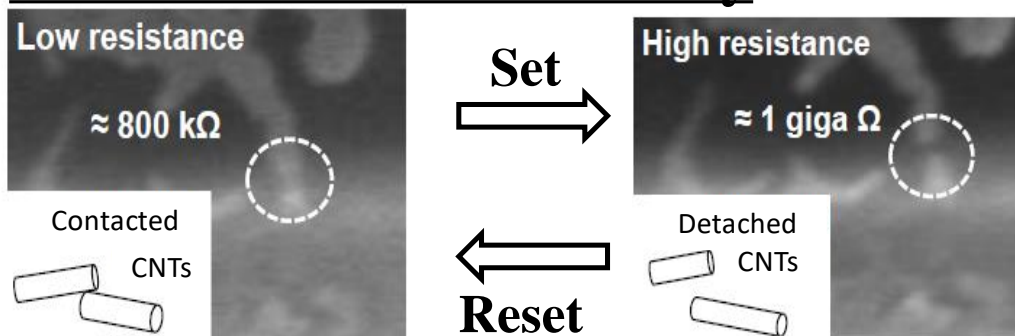 Low resistance
≈ 800 kΩ
Contacted
CNTs
Set
Reset
High resistance
≈ 1 giga Ω
Detached
CNTs